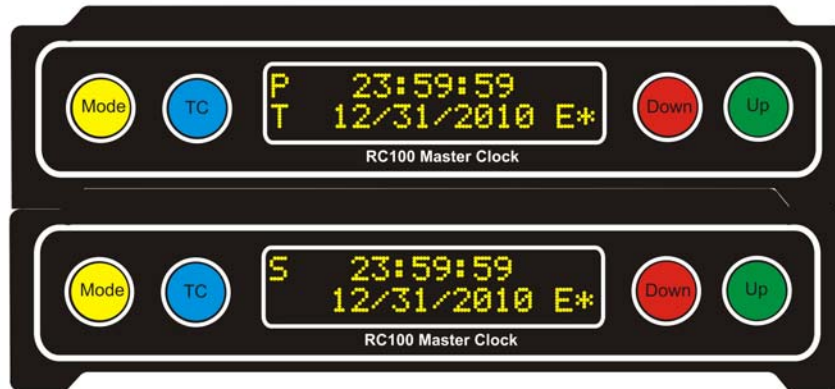 Mode TC P 23:59:59 Down Up
T 12/31/2010 E*
RC100 Master Clock
Mode TC S 23:59:59 Down Up
12/31/2010 E*
RC100 Master Clock